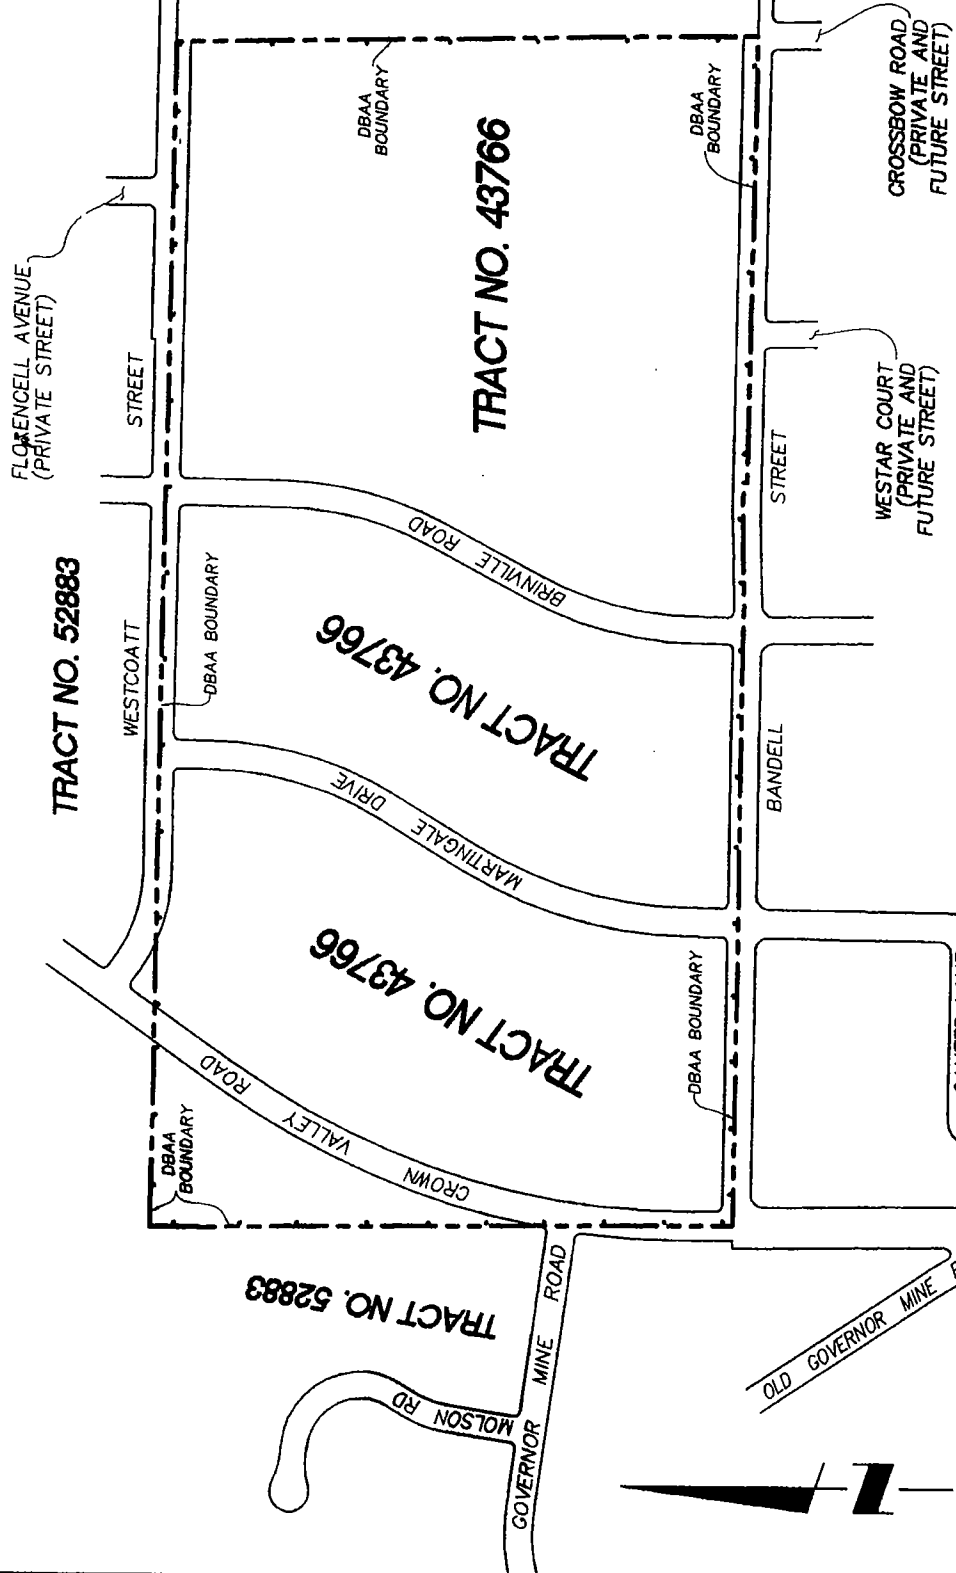 FLORENCELL AVENUE
(PRIVATE STREET)
STREET
DBAA
BOUNDARY
DBAA
BOUNDARY
CROSSBOW ROAD
(PRIVATE AND
FUTURE STREET)
TRACT NO. 43766
WESTAR COURT
(PRIVATE AND
FUTURE STREET)
STREET
BRINVILLE ROAD
TRACT NO. 52883
WESTCOATT
DBAA BOUNDARY
TRACT NO. 43766
BANDELL
MARTINGALE DRIVE
TRACT NO. 43766
DBAA BOUNDARY
CROWN VALLEY ROAD
DBAA
BOUNDARY
TRACT NO. 52883
GOVERNOR MINE ROAD
MOLSON RD
OLD GOVERNOR MINE
N